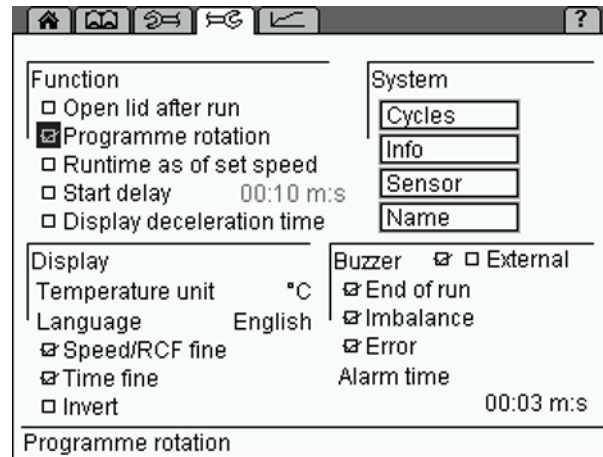 ?
Function
Open lid after run
Programme rotation
Runtime as of set speed
Start delay 00:10 m:s
Display deceleration time
System
Cycles
Info
Sensor
Name
Display
Temperature unit °C
Language English
Speed/RCF fine
Time fine
Invert
Buzzer External
End of run
Imbalance
Error
Alarm time
00:03 m:s
Programme rotation